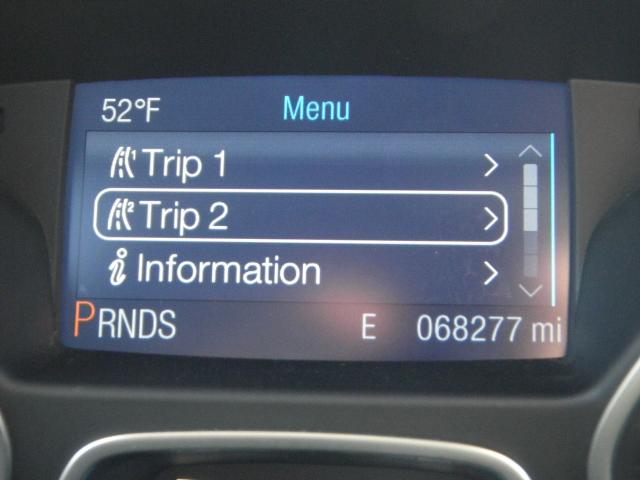 52°F Menu
Trip 1
Trip 2
Information
PRNDS E 068277 mi